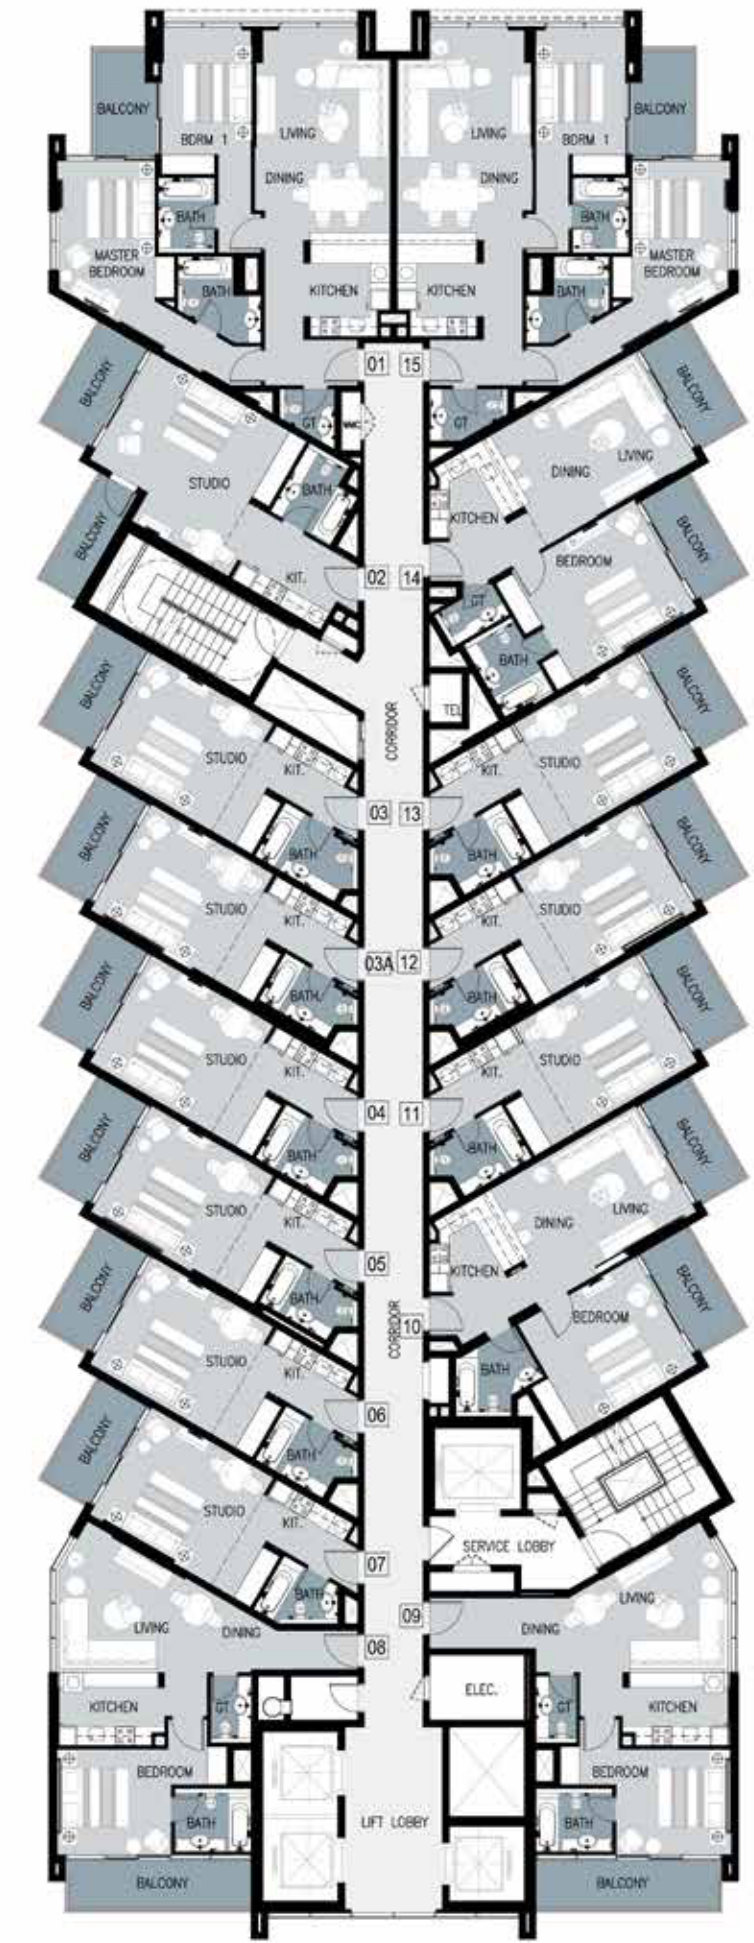 BALCONY
BDRM 1
LIVING
LIVING
BDRM 1
BALCONY
DINING
DINING
BATH
BATH
MASTER
BEDROOM
MASTER
BEDROOM
BATH
KITCHEN
KITCHEN
BATH
01
15
BALCONY
BALCONY
GT
GT
STUDIO
BATH
DINING
LIVING
KITCHEN
BALCONY
BALCONY
KIT.
02
14
BEDROOM
GT
BATH
BALCONY
BALCONY
TEL
CORRIDOR
STUDIO
KIT.
KIT.
STUDIO
03
13
BALCONY
BATH
BATH
BALCONY
STUDIO
KIT.
KIT.
STUDIO
03A
12
BALCONY
BATH
BATH
BALCONY
STUDIO
KIT.
KIT.
STUDIO
04
11
BALCONY
BATH
BATH
BALCONY
STUDIO
KIT.
DINING
LIVING
05
KITCHEN
BALCONY
BATH
BALCONY
CORRIDOR
10
BEDROOM
STUDIO
KIT.
BATH
06
BALCONY
BATH
STUDIO
KIT.
SERVICE LOBBY
07
BATH
09
LIVING
LIVING
DINING
DINING
08
ELEC.
KITCHEN
GT
GT
KITCHEN
BEDROOM
BEDROOM
BATH
LIFT LOBBY
BATH
BALCONY
BALCONY